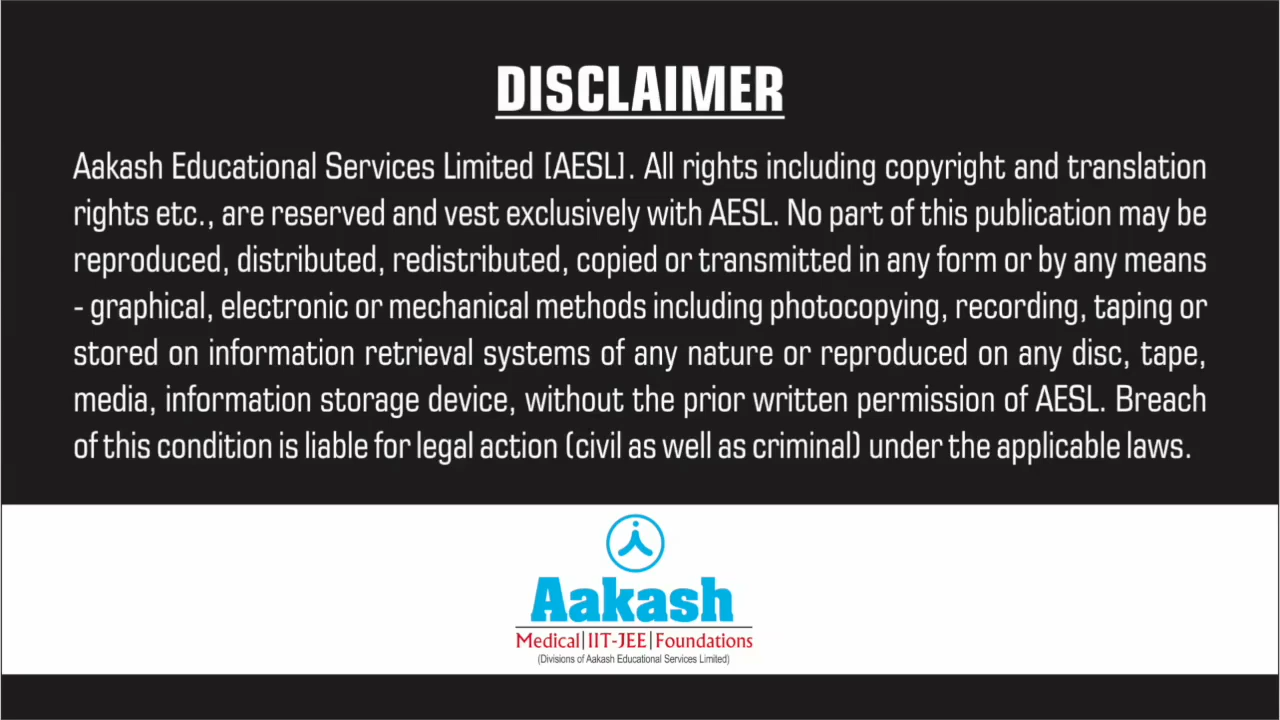 DISCLAIMER
Aakash Educational Services Limited [AESL]. All rights including copyright and translation
rights etc., are reserved and vest exclusively with AESL. No part of this publication may be
reproduced, distributed, redistributed, copied or transmitted in any form or by any means
- graphical, electronic or mechanical methods including photocopying, recording, taping or
stored on information retrieval systems of any nature or reproduced on any disc, tape,
media, information storage device, without the prior written permission of AESL. Breach
of this condition is liable for legal action (civil as well as criminal) under the applicable laws.
Aakash
Medical|IIT-JEE|Foundations
(Divisions of Aakash Educational Services Limited)